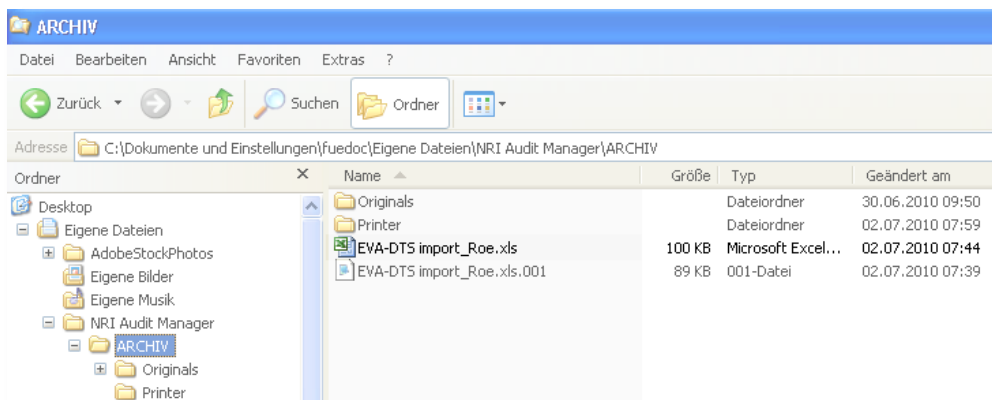 ARCHIV
Datei Bearbeiten Ansicht Favoriten Extras ?
Zurück Suchen Ordner
Adresse C:\Dokumente und Einstellungen\fuedoc\Eigene Dateien\NRI Audit Manager\ARCHIV
Ordner × Name Größe Typ Geändert am
Desktop
Eigene Dateien
AdobeStockPhotos
Eigene Bilder
Eigene Musik
NRI Audit Manager
ARCHIV
Originals
Printer
Originals Dateiordner 30.06.2010 09:50
Printer Dateiordner 02.07.2010 07:59
EVA-DTS import_Roe.xls 100 KB Microsoft Excel... 02.07.2010 07:44
EVA-DTS import_Roe.xls.001 89 KB 001-Datei 02.07.2010 07:39